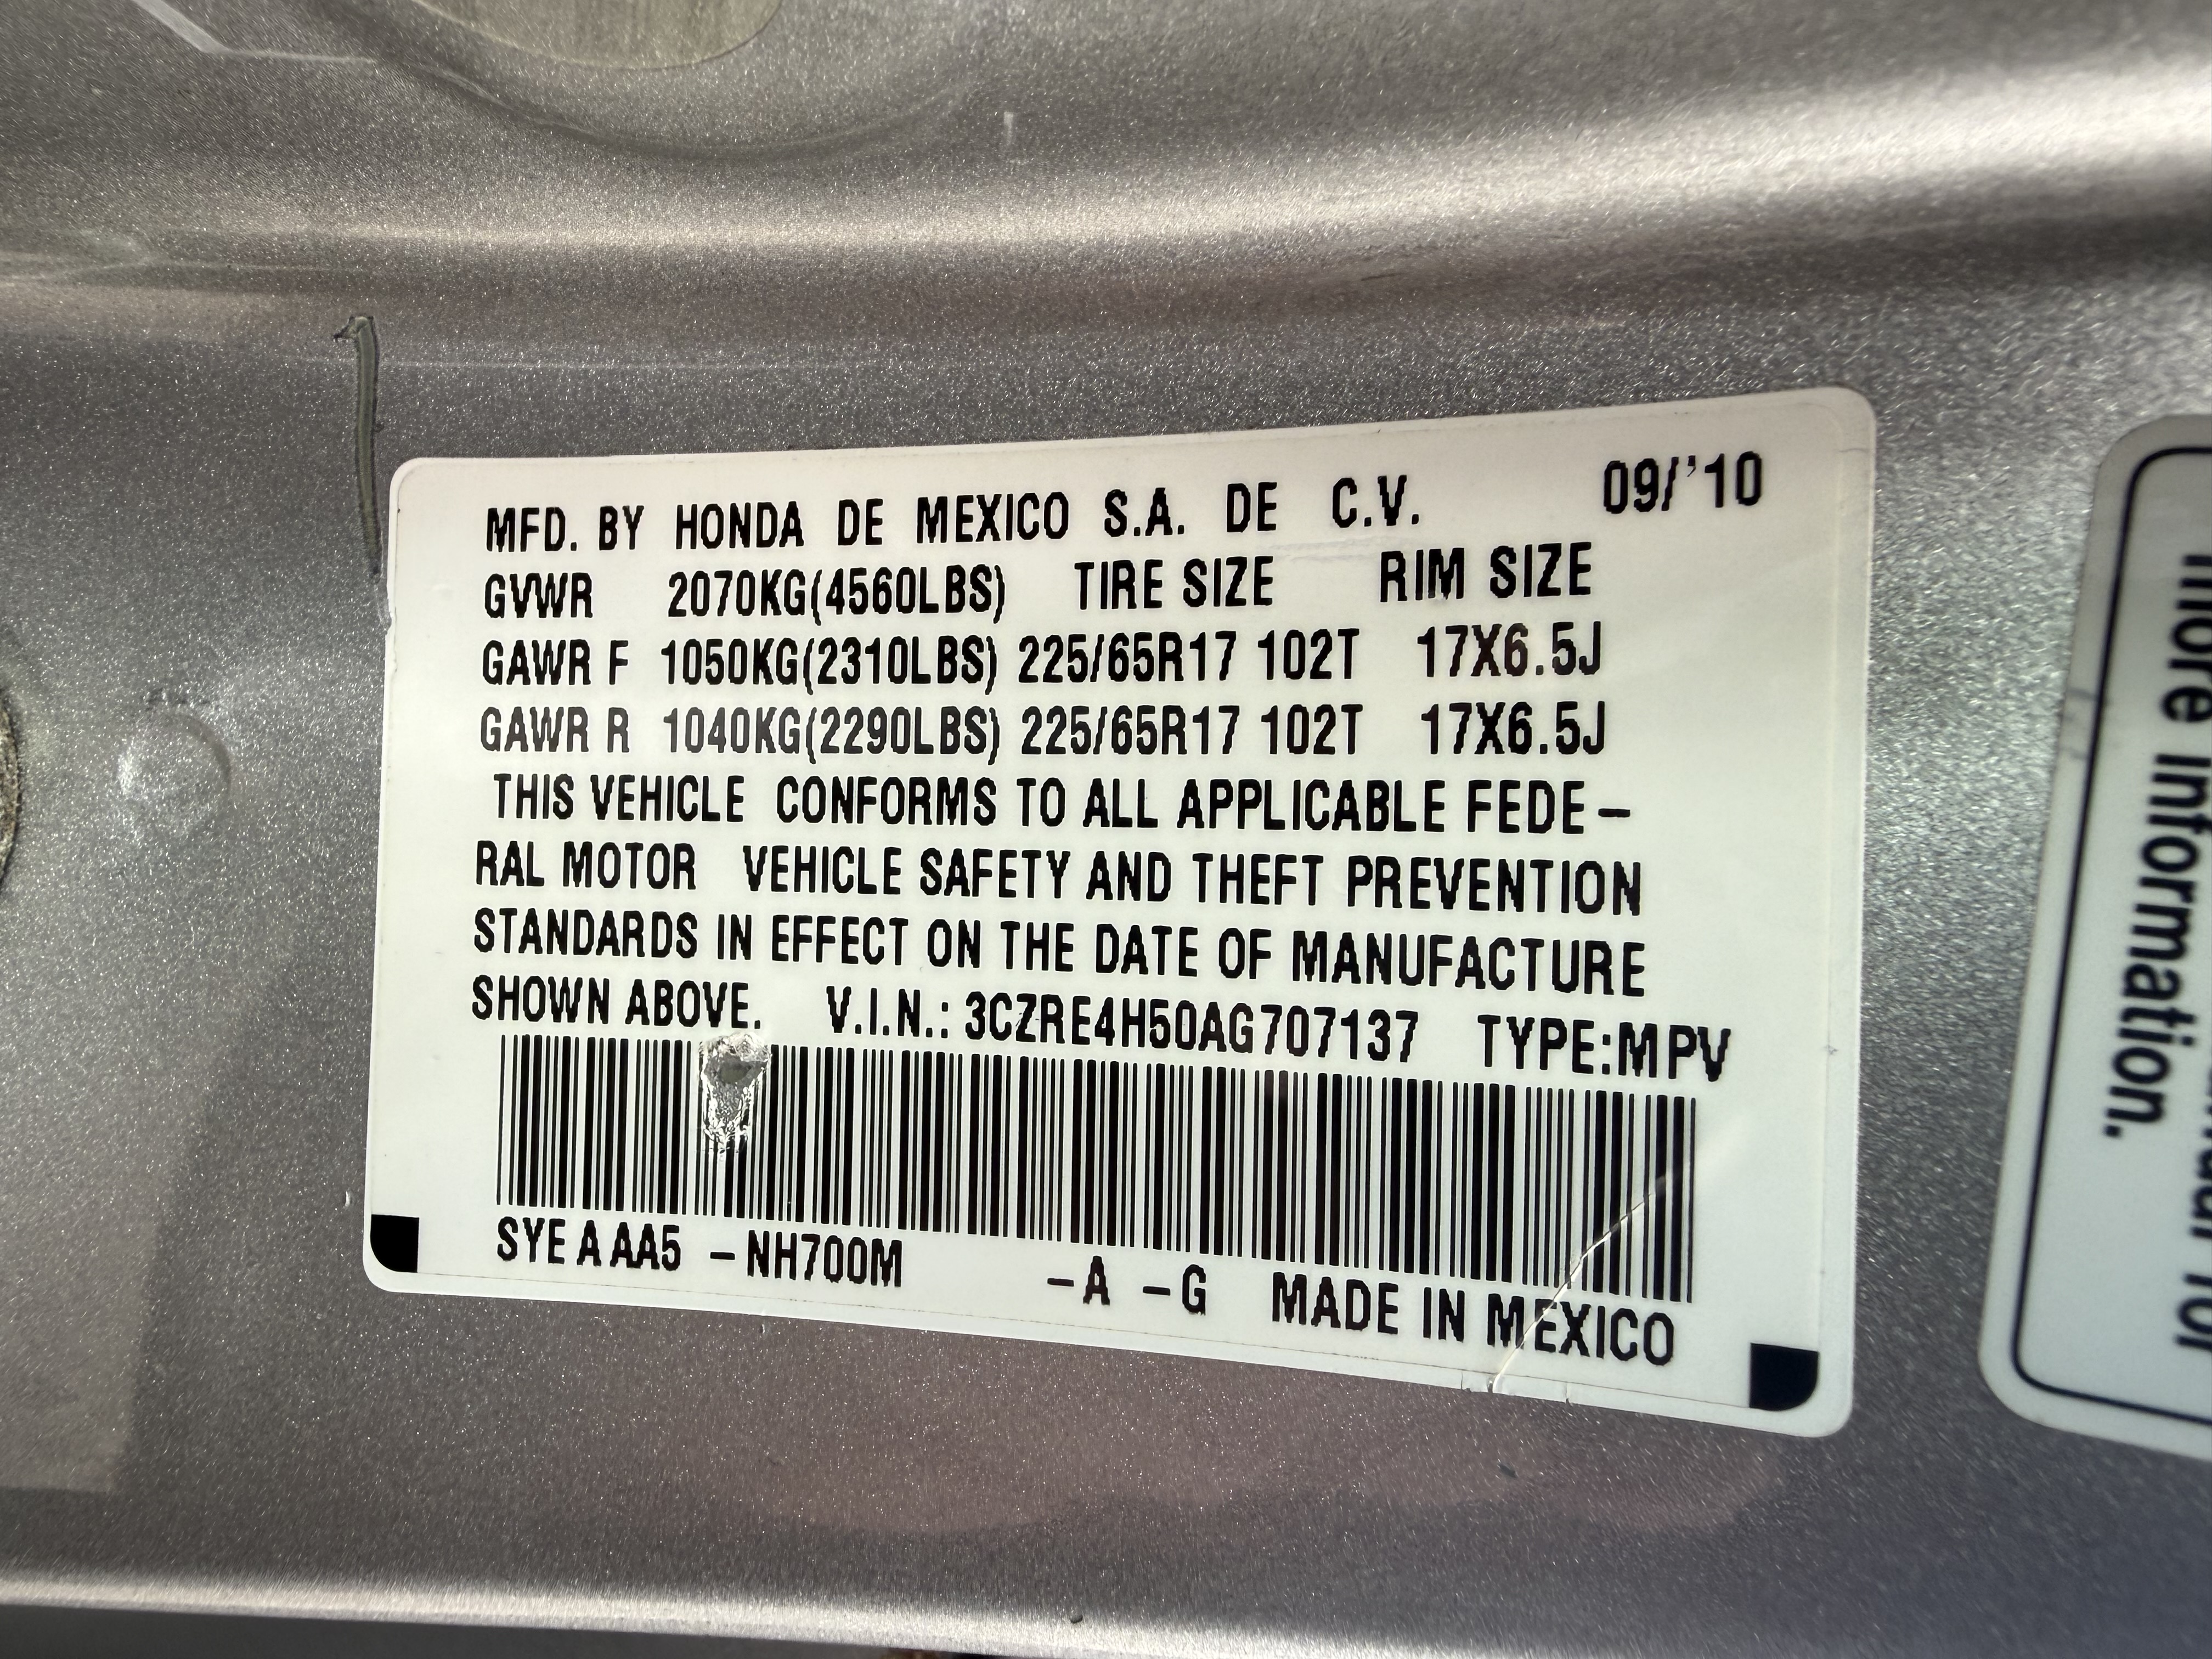 MFD. BY HONDA DE MEXICO S.A. DE C.V. 09/'10
GVWR 2070KG(4560LBS) TIRE SIZE RIM SIZE
GAWR F 1050KG(2310LBS) 225/65R17 102T 17X6.5J
GAWR R 1040KG(2290LBS) 225/65R17 102T 17X6.5J
THIS VEHICLE CONFORMS TO ALL APPLICABLE FEDE-
RAL MOTOR VEHICLE SAFETY AND THEFT PREVENTION
STANDARDS IN EFFECT ON THE DATE OF MANUFACTURE
SHOWN ABOVE. V.I.N.: 3CZRE4H50AG707137 TYPE:MPV
SYE A AA5 -NH700M -A -G MADE IN MEXICO
for
more information.